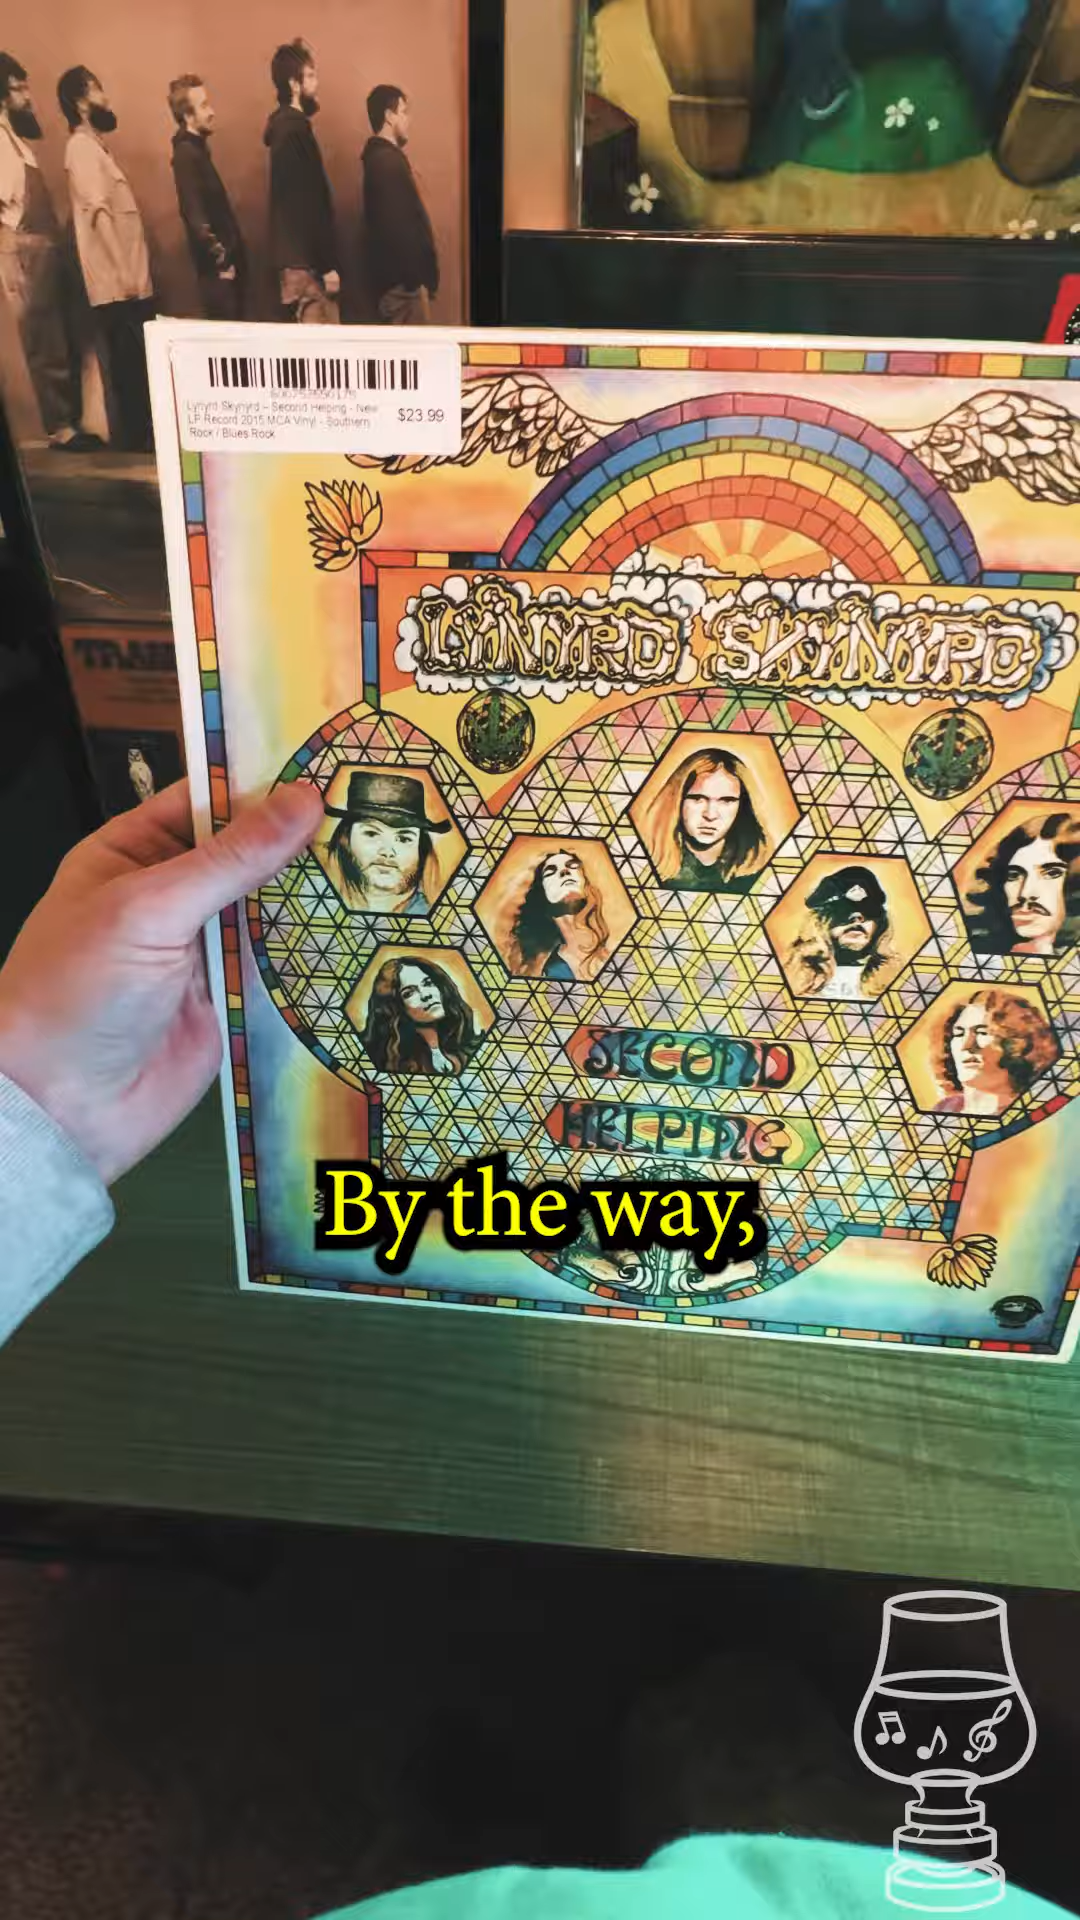 Lynyrd Skynyrd – Second Helping - New
LP Record 2015 MCA Vinyl - Southern
Rock / Blues Rock
$23.99
LYNYRD SKYNYRD
SECOND
HELPING
By the way,